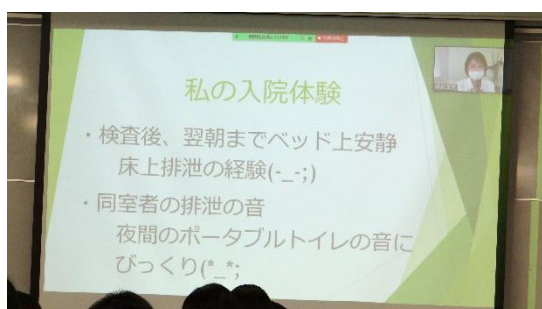 私の入院体験
・検査後、翌朝までベッド上安静
床上排泄の経験(-_-;)
・同室者の排泄の音
夜間のポータブルトイレの音に
びっくり(*_*;